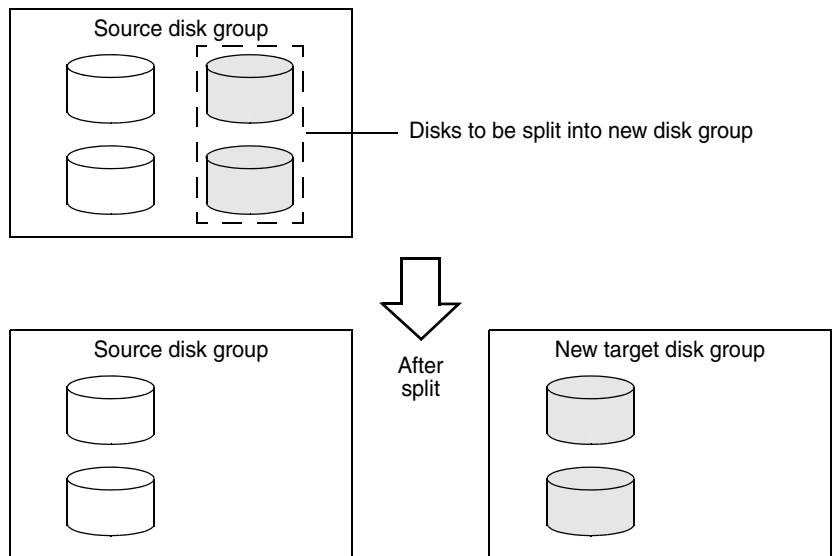 Source disk group
Disks to be split into new disk group
Source disk group
After
split
New target disk group